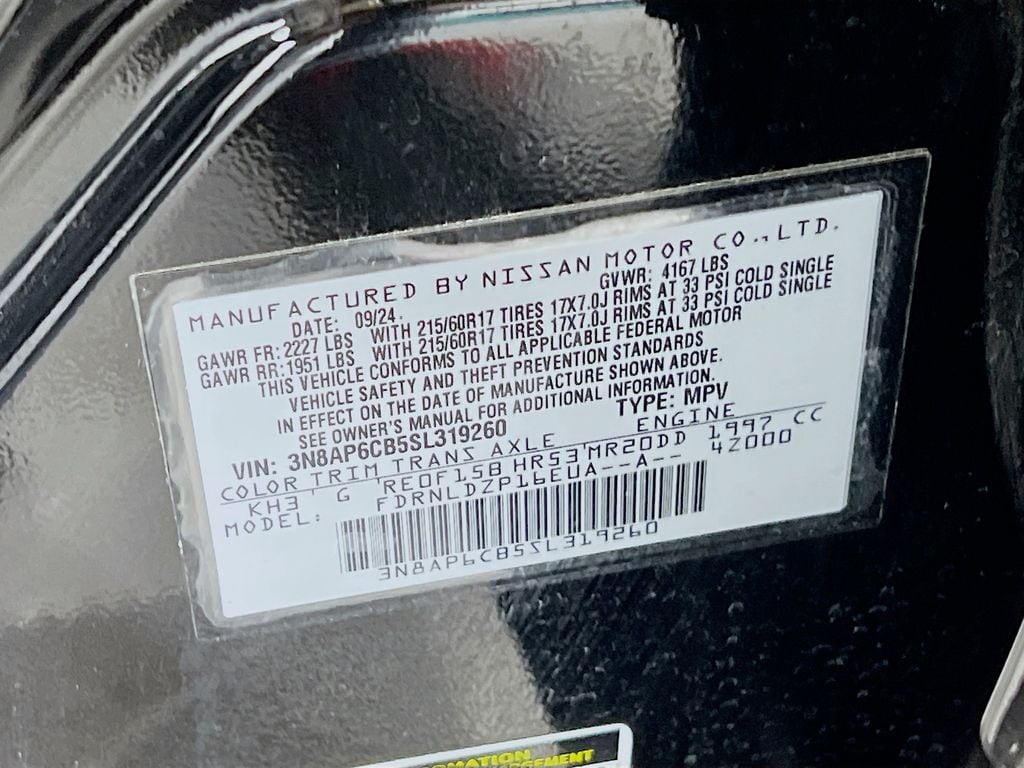 MANUFACTURED BY NISSAN MOTOR CO.,LTD.
DATE: 09/24. GVWR: 4167 LBS
GAWR FR: 2227 LBS WITH 215/60R17 TIRES 17X7.0J RIMS AT 33 PSI COLD SINGLE
GAWR RR: 1951 LBS WITH 215/60R17 TIRES 17X7.0J RIMS AT 33 PSI COLD SINGLE
THIS VEHICLE CONFORMS TO ALL APPLICABLE FEDERAL MOTOR
VEHICLE SAFETY AND THEFT PREVENTION STANDARDS
IN EFFECT ON THE DATE OF MANUFACTURE SHOWN ABOVE.
SEE OWNER'S MANUAL FOR ADDITIONAL INFORMATION.
VIN: 3N8AP6CB5SL319260 TYPE: MPV
COLOR TRIM TRANS AXLE ENGINE
KH3 ' G 'RE0F15B HR53'MR20DD 1,997 CC
MODEL: FDRNLDZP16EUA--A-- 4Z000
3N8AP6CB5SL319260